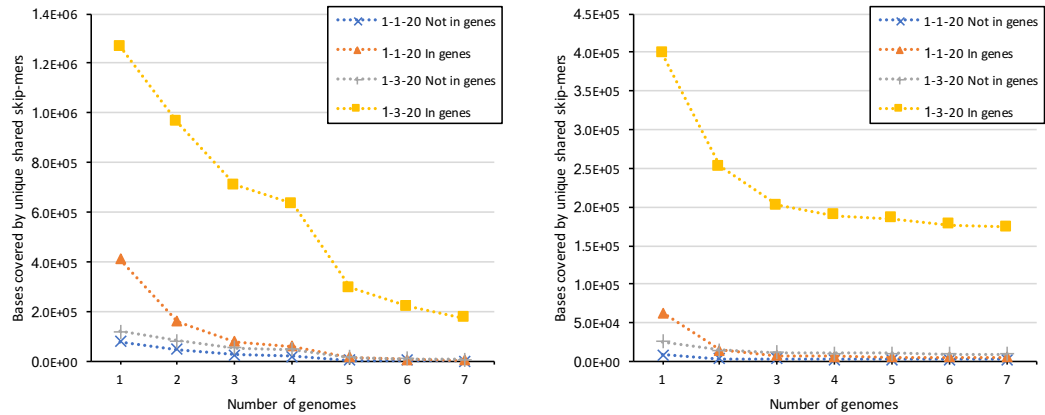 1.4E+06
1.2E+06
1.0E+06
8.0E+05
6.0E+05
4.0E+05
2.0E+05
0.0E+00
Bases covered by unique shared skip-mers
1 2 3 4 5 6 7
Number of genomes
1-1-20 Not in genes
1-1-20 In genes
1-3-20 Not in genes
1-3-20 In genes
4.5E+05
4.0E+05
3.5E+05
3.0E+05
2.5E+05
2.0E+05
1.5E+05
1.0E+05
5.0E+04
0.0E+00
Bases covered by unique shared skip-mers
1 2 3 4 5 6 7
Number of genomes
1-1-20 Not in genes
1-1-20 In genes
1-3-20 Not in genes
1-3-20 In genes